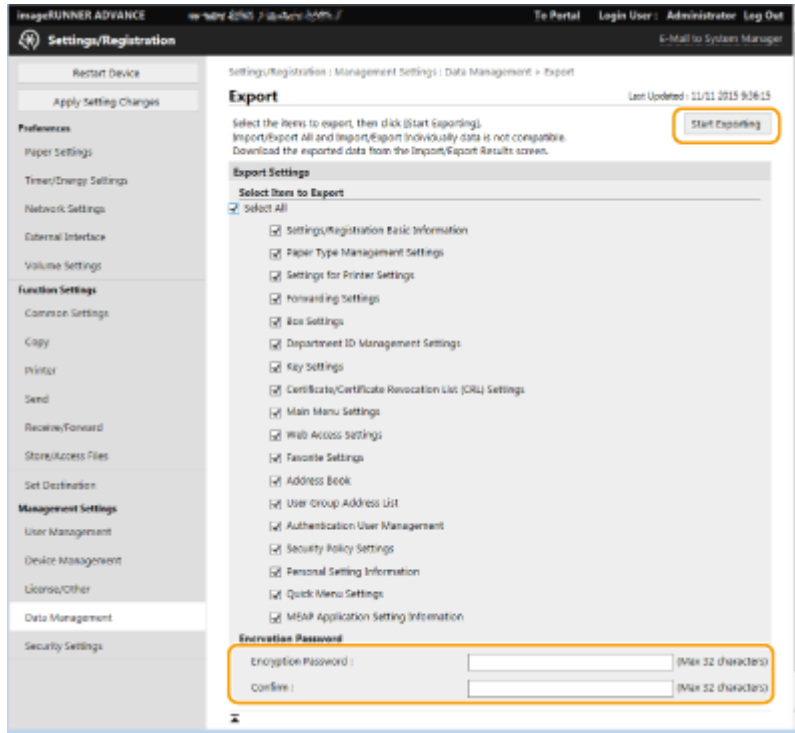 imageRUNNER ADVANCE
To Portal Login User : Administrator Log Out
Settings/Registration
E-Mail to System Manager
Restart Device
Apply Setting Changes
Preferences
Paper Settings
Timer/Energy Settings
Network Settings
External Interface
Volume Settings
Function Settings
Common Settings
Copy
Printer
Send
Receive/Forward
Store/Access Files
Set Destination
Management Settings
User Management
Device Management
License/Other
Data Management
Security Settings
Settings/Registration : Management Settings : Data Management > Export
Export
Last Updated : 11/11 2015 9:36:15
Select the items to export, then click [Start Exporting].
Import/Export All and Import/Export Individually data is not compatible.
Download the exported data from the Import/Export Results screen.
Start Exporting
Export Settings
Select Item to Export
Select All
Settings/Registration Basic Information
Paper Type Management Settings
Settings for Printer Settings
Forwarding Settings
Box Settings
Department ID Management Settings
Key Settings
Certificate/Certificate Revocation List (CRL) Settings
Main Menu Settings
Web Access Settings
Favorite Settings
Address Book
User Group Address List
Authentication User Management
Security Policy Settings
Personal Setting Information
Quick Menu Settings
MEAP Application Setting Information
Encryption Password
Encryption Password : (Max 32 characters)
Confirm : (Max 32 characters)